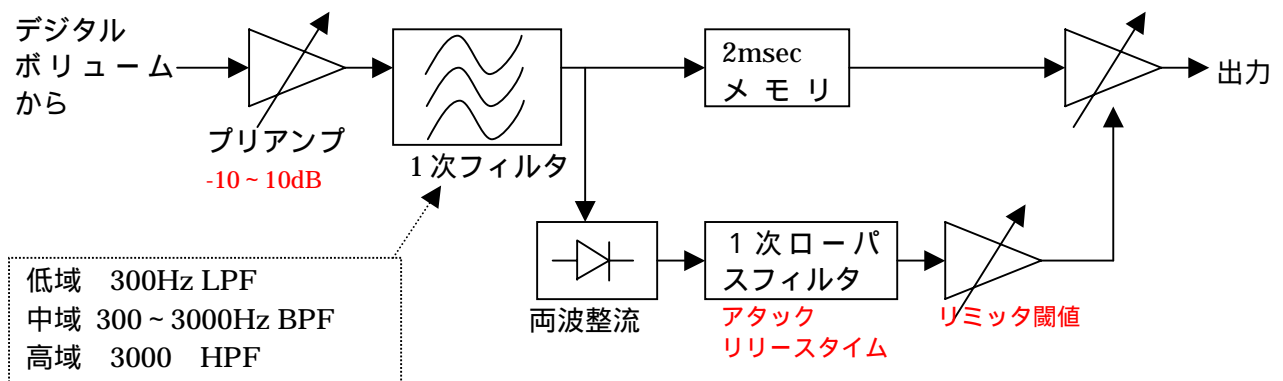 デジタル
ボリューム
から
プリアンプ
-10 ~ 10dB
1 次フィルタ
2msec
メモリ
出力
両波整流
1 次ローパ
スフィルタ
アタック
リリースタイム
リミッタ閾値
低域 300Hz LPF
中域 300 ~ 3000Hz BPF
高域 3000 HPF